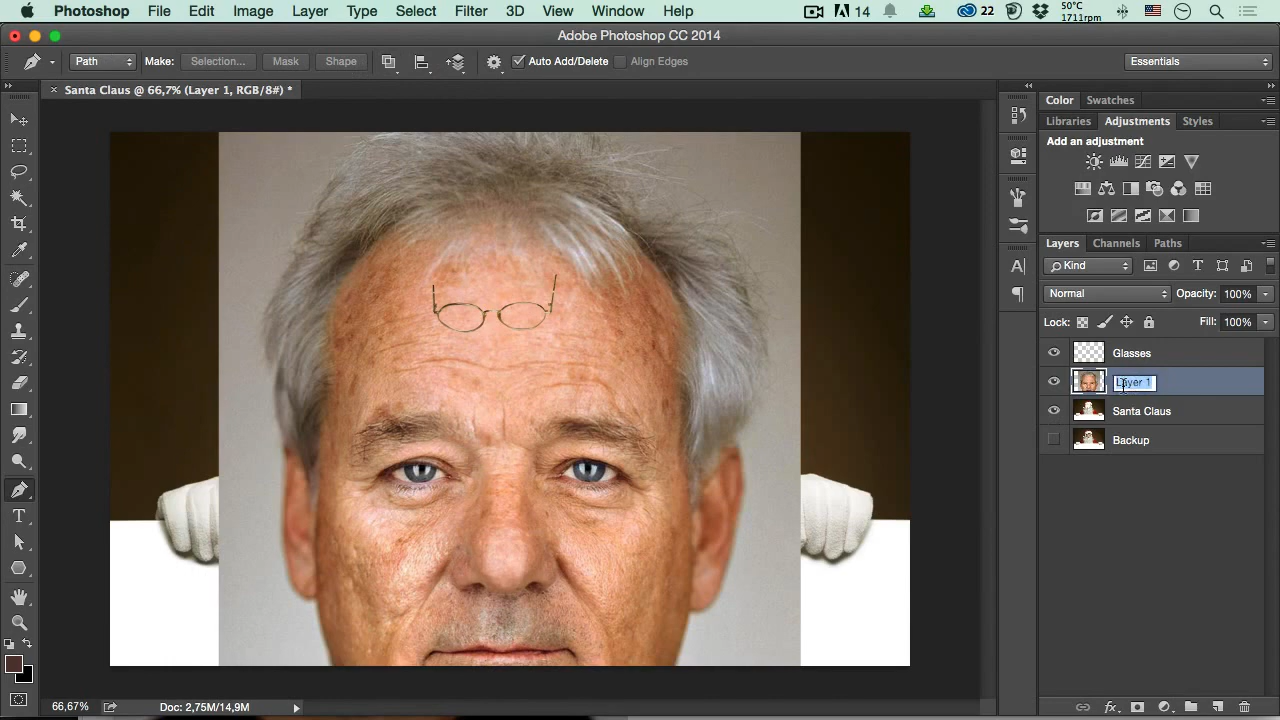 Photoshop File Edit Image Layer Type Select Filter 3D View Window Help 14 22 50°C 1711rpm
Adobe Photoshop CC 2014
Path Make: Selection... Mask Shape Auto Add/Delete Align Edges Essentials
× Santa Claus @ 66,7% (Layer 1, RGB/8#) *
Color Swatches
Libraries Adjustments Styles
Add an adjustment
Layers Channels Paths
Kind
Normal Opacity: 100%
Lock: Fill: 100%
Glasses
Layer 1
Santa Claus
Backup
66,67% Doc: 2,75M/14,9M